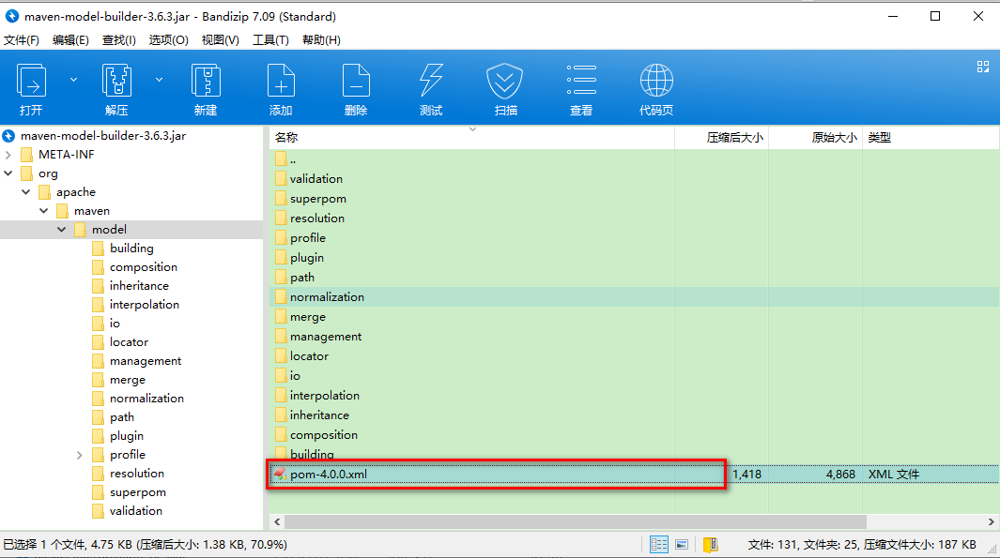 maven-model-builder-3.6.3.jar - Bandizip 7.09 (Standard)
文件(F) 编辑(E) 查找(I) 选项(O) 视图(V) 工具(T) 帮助(H)
打开 解压 新建 添加 删除 测试 扫描 查看 代码页
maven-model-builder-3.6.3.jar
META-INF
org
apache
maven
model
building
composition
inheritance
interpolation
io
locator
management
merge
normalization
path
plugin
profile
resolution
superpom
validation
名称 压缩后大小 原始大小 类型
..
validation
superpom
resolution
profile
plugin
path
normalization
merge
management
locator
io
interpolation
inheritance
composition
building
pom-4.0.0.xml 1,418 4,868 XML 文件
已选择 1 个文件, 4.75 KB (压缩后大小: 1.38 KB, 70.9%) 文件: 131, 文件夹: 25, 压缩文件大小: 187 KB